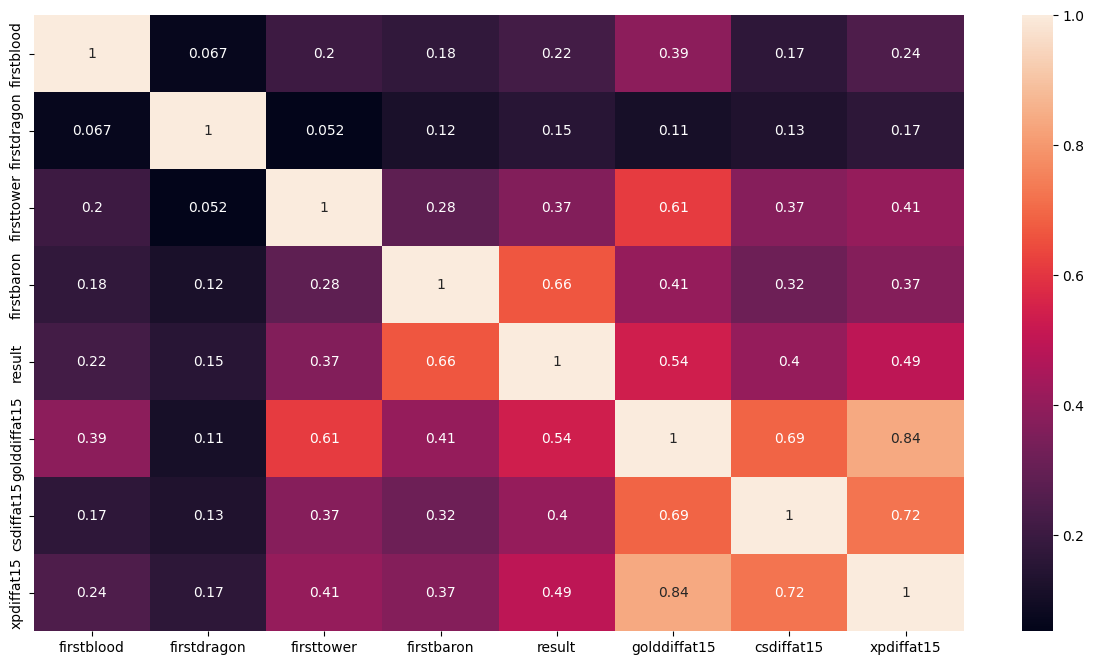 firstblood 1 0.067 0.2 0.18 0.22 0.39 0.17 0.24
firstdragon 0.067 1 0.052 0.12 0.15 0.11 0.13 0.17
firsttower 0.2 0.052 1 0.28 0.37 0.61 0.37 0.41
firstbaron 0.18 0.12 0.28 1 0.66 0.41 0.32 0.37
result 0.22 0.15 0.37 0.66 1 0.54 0.4 0.49
golddiffat15 0.39 0.11 0.61 0.41 0.54 1 0.69 0.84
csdiffat15 0.17 0.13 0.37 0.32 0.4 0.69 1 0.72
xpdiffat15 0.24 0.17 0.41 0.37 0.49 0.84 0.72 1
firstblood firstdragon firsttower firstbaron result golddiffat15 csdiffat15 xpdiffat15
1.0
0.8
0.6
0.4
0.2